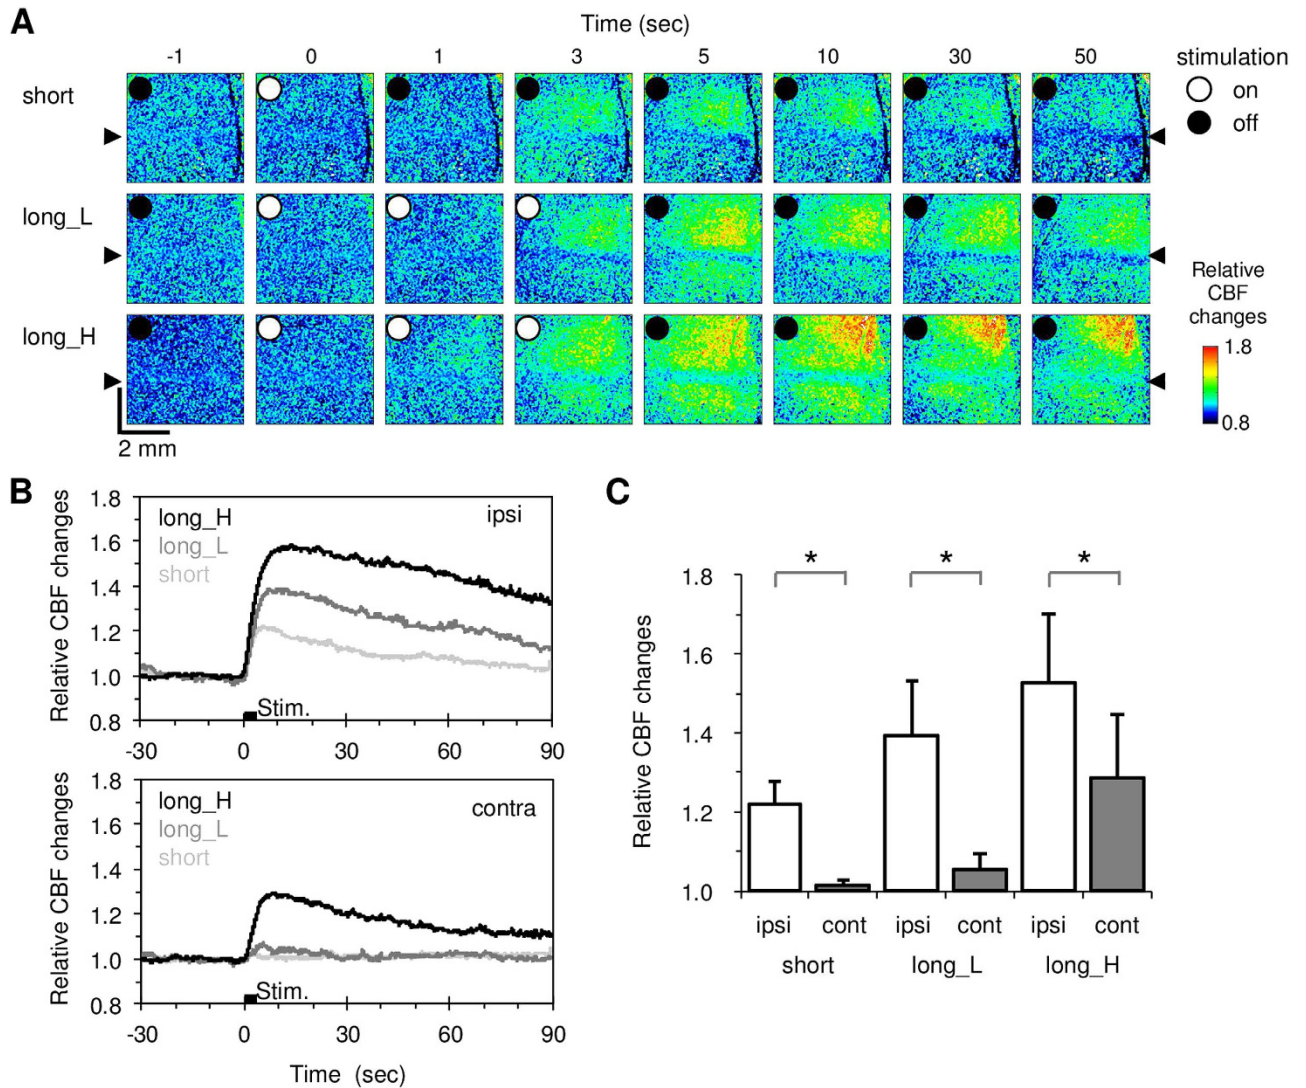 A
Time (sec)
-1 0 1 3 5 10 30 50
stimulation
on
off
short
long_L
long_H
Relative
CBF
changes
1.8
0.8
2 mm
B
Relative CBF changes
1.8
1.6
1.4
1.2
1.0
0.8
long_H
long_L
short
ipsi
Stim.
-30 0 30 60 90
Relative CBF changes
1.8
1.6
1.4
1.2
1.0
0.8
long_H
long_L
short
contra
Stim.
-30 0 30 60 90
Time (sec)
C
Relative CBF changes
1.8
1.6
1.4
1.2
1.0
* * *
ipsi cont ipsi cont ipsi cont
short long_L long_H